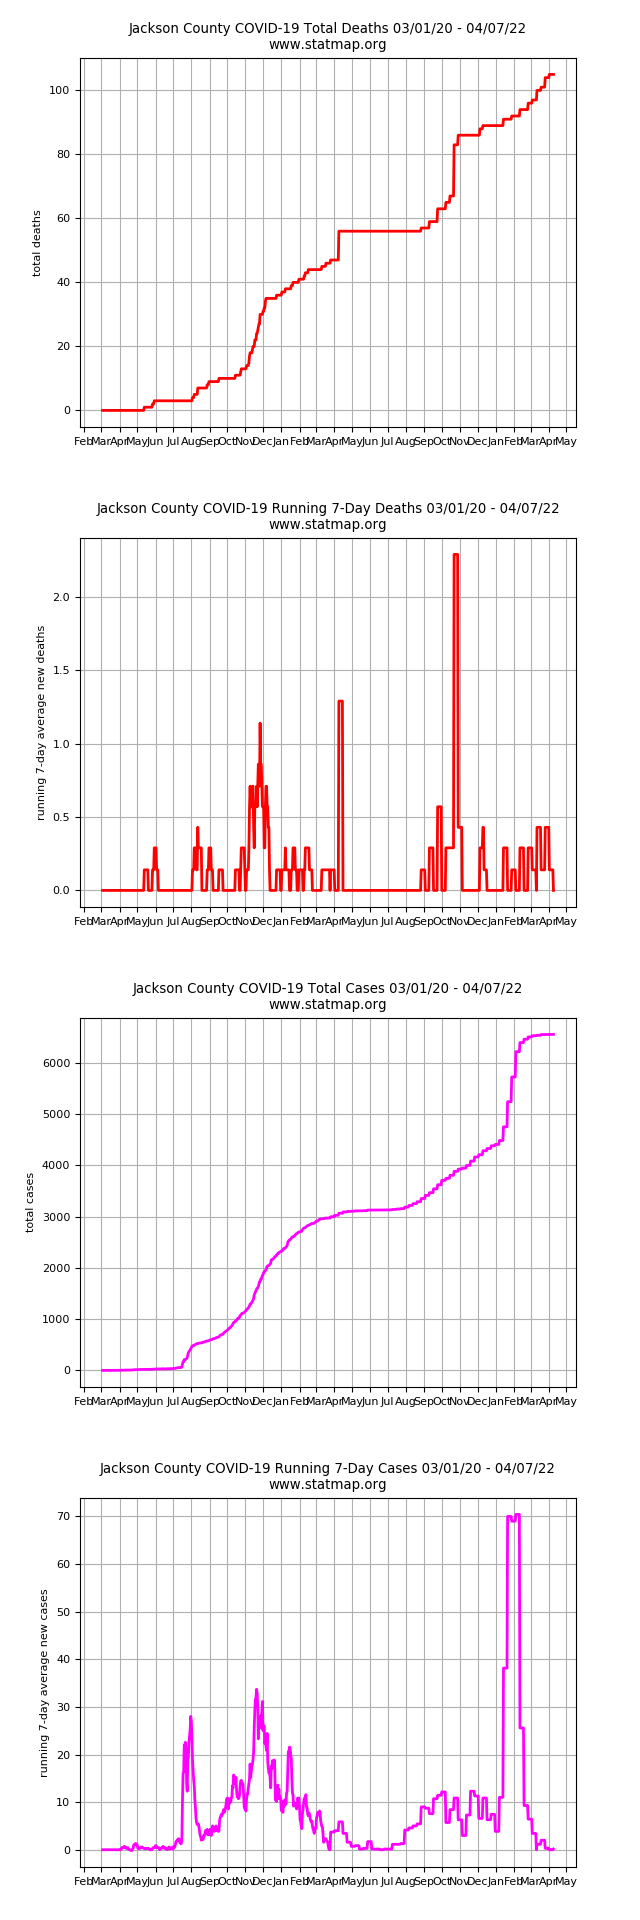 Jackson County COVID-19 Total Deaths 03/01/20 - 04/07/22
www.statmap.org
100
80
60
40
20
0
total deaths
Feb Mar Apr May Jun Jul Aug Sep Oct Nov Dec Jan Feb Mar Apr May Jun Jul Aug Sep Oct Nov Dec Jan Feb Mar Apr May
Jackson County COVID-19 Running 7-Day Deaths 03/01/20 - 04/07/22
www.statmap.org
2.0
1.5
1.0
0.5
0.0
running 7-day average new deaths
Feb Mar Apr May Jun Jul Aug Sep Oct Nov Dec Jan Feb Mar Apr May Jun Jul Aug Sep Oct Nov Dec Jan Feb Mar Apr May
Jackson County COVID-19 Total Cases 03/01/20 - 04/07/22
www.statmap.org
6000
5000
4000
3000
2000
1000
0
total cases
Feb Mar Apr May Jun Jul Aug Sep Oct Nov Dec Jan Feb Mar Apr May Jun Jul Aug Sep Oct Nov Dec Jan Feb Mar Apr May
Jackson County COVID-19 Running 7-Day Cases 03/01/20 - 04/07/22
www.statmap.org
70
60
50
40
30
20
10
0
running 7-day average new cases
Feb Mar Apr May Jun Jul Aug Sep Oct Nov Dec Jan Feb Mar Apr May Jun Jul Aug Sep Oct Nov Dec Jan Feb Mar Apr May